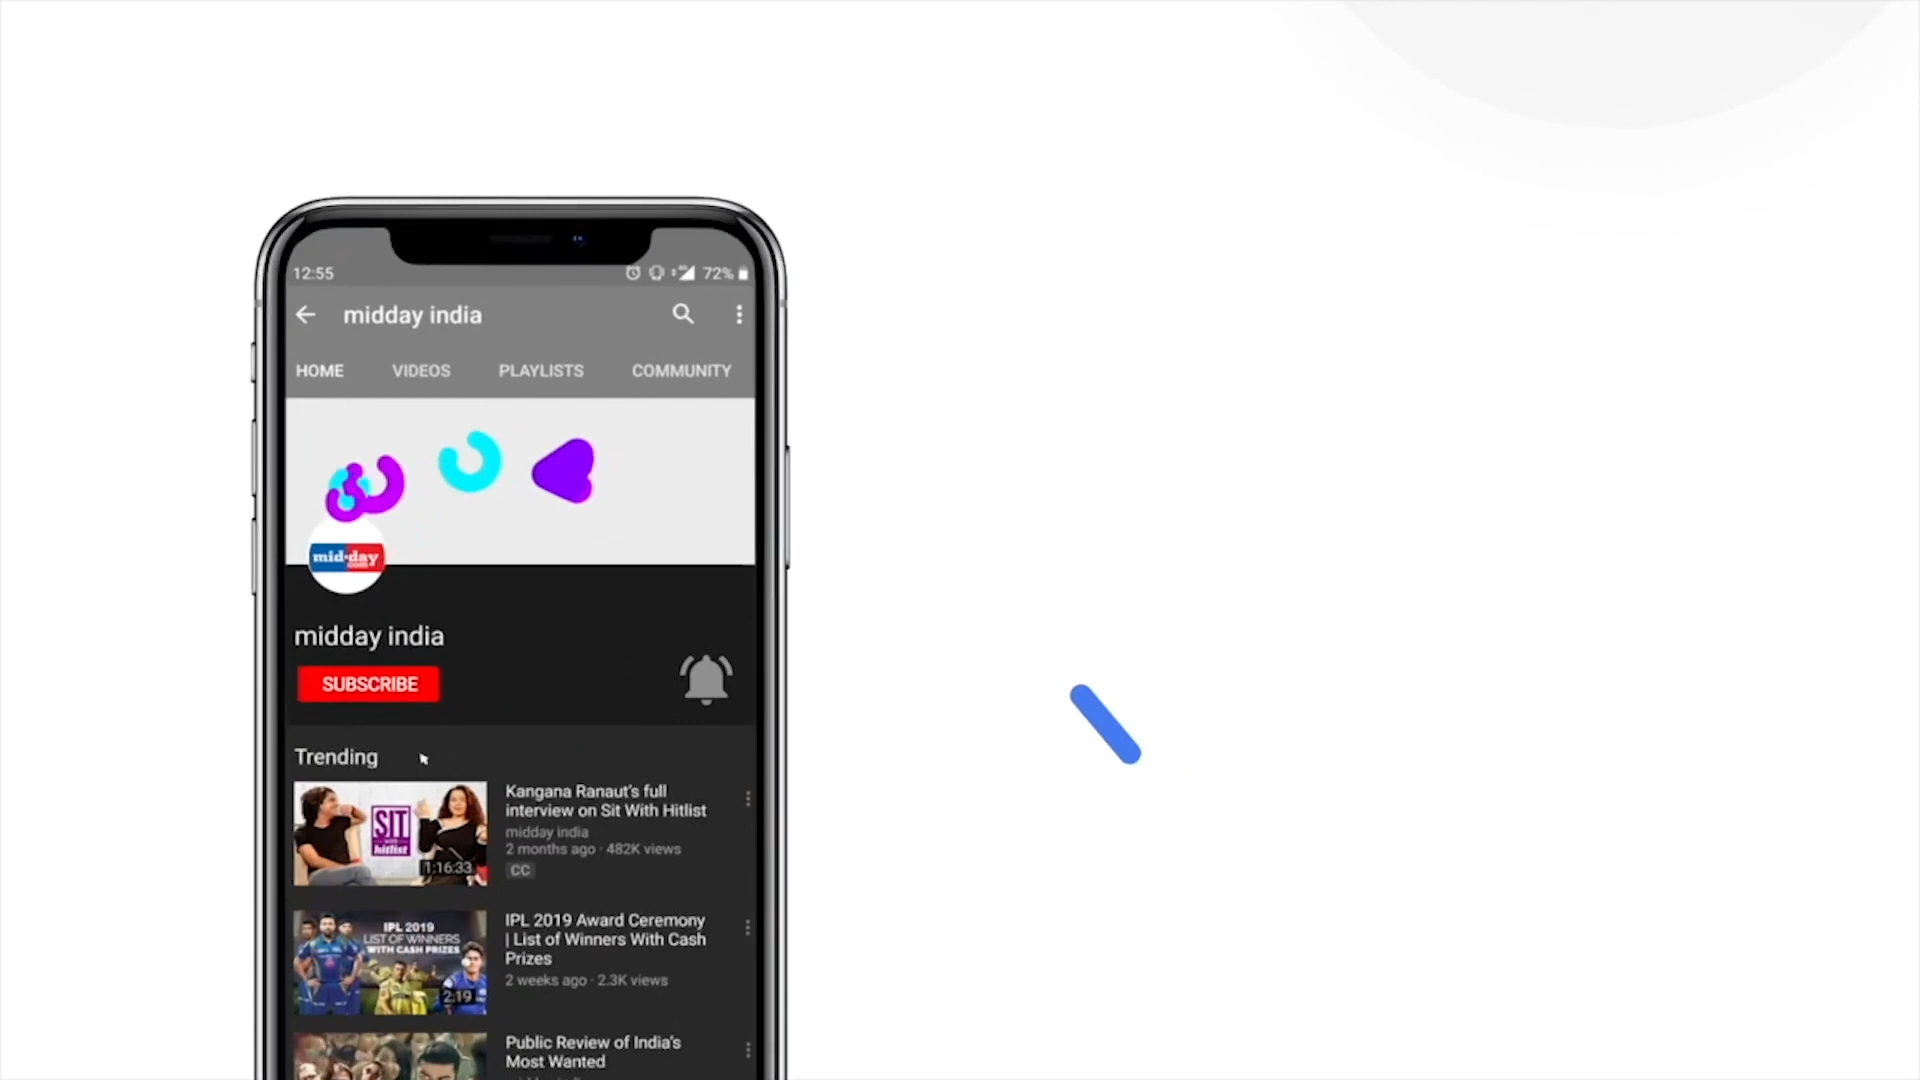 12:55
72%
midday india
HOME VIDEOS PLAYLISTS COMMUNITY
mid-day
.com
midday india
SUBSCRIBE
Trending
SIT
WITH
hitlist
1:16:33
Kangana Ranaut's full
interview on Sit With Hitlist
midday india
2 months ago · 482K views
CC
IPL 2019
LIST OF WINNERS
WITH CASH PRIZES
2:19
IPL 2019 Award Ceremony
| List of Winners With Cash
Prizes
2 weeks ago · 2.3K views
Public Review of India's
Most Wanted